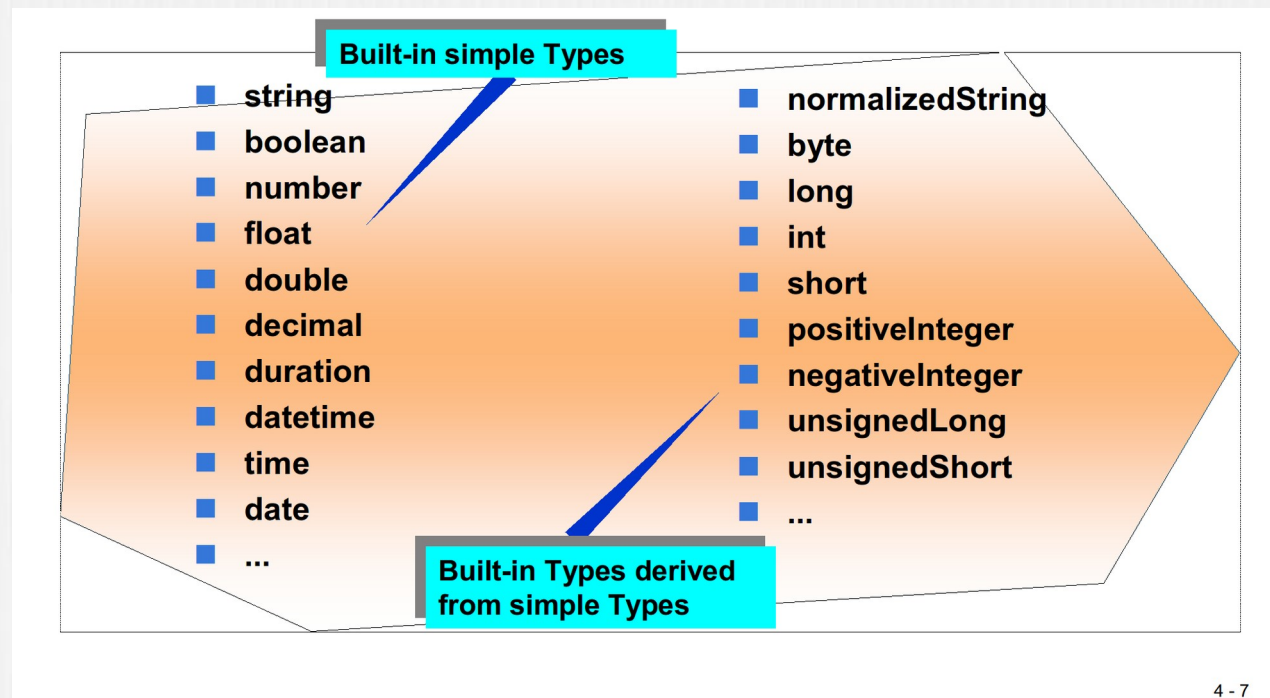 Built-in simple Types
string
boolean
number
float
double
decimal
duration
datetime
time
date
...
normalizedString
byte
long
int
short
positiveInteger
negativeInteger
unsignedLong
unsignedShort
...
Built-in Types derived
from simple Types
4 - 7